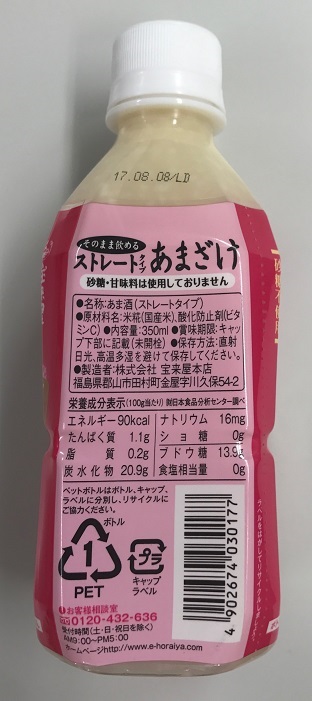 17.08.08/LD
そのまま飲める
ストレートタイプ あまざけ
砂糖・甘味料は使用しておりません
●名称:あま酒(ストレートタイプ)
●原材料名:米糀(国産米)、酸化防止剤(ビタ
ミンC) ●内容量:350ml ●賞味期限:キャッ
プ下部に記載(未開栓) ●保存方法:直射
日光、高温多湿を避けて保存してください。
●製造者:株式会社 宝来屋本店
福島県郡山市田村町金屋字川久保54-2
栄養成分表示(100g当たり) 財)日本食品分析センター調べ
エネルギー90kcal ナトリウム 16mg
たんぱく質 1.1g ショ糖 0g
脂質 0.2g ブドウ糖 13.9g
炭水化物 20.9g 食塩相当量 0g
ペットボトルはボトル、キャップ、
ラベルに分別し、リサイクルに
ご協力ください。
ボトル
1
PET
プラ
キャップ
ラベル
4 902674 030177
お客様相談室
0120-432-636
受付時間(土・日・祝日を除く)
AM9:00〜PM5:00
ホームページhttp://www.e-horaiya.com